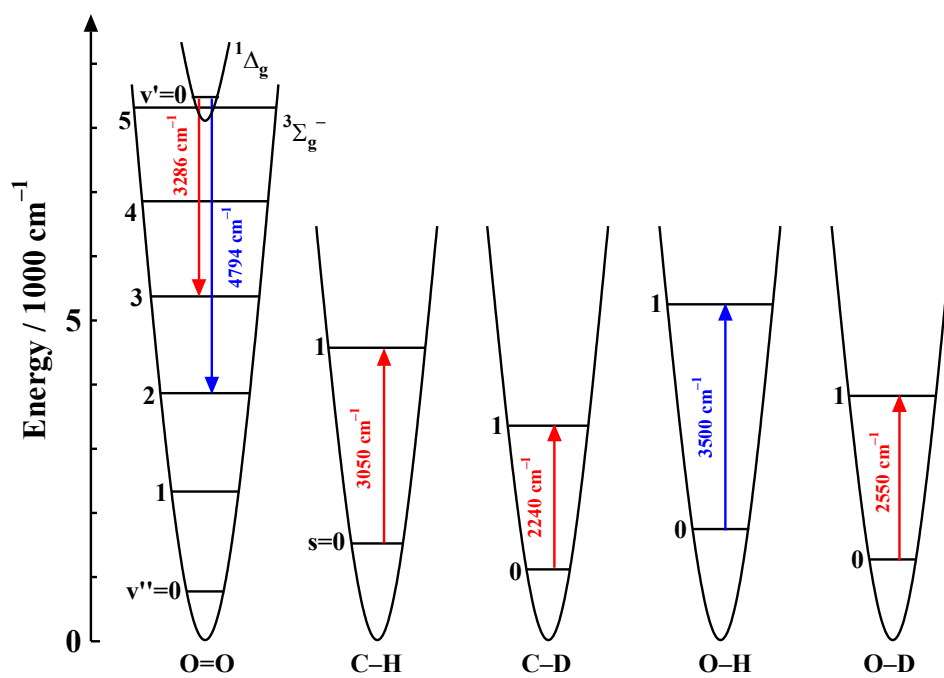 Energy / 1000 cm⁻¹
5
0
¹Δg
v'=0
³Σg⁻
5
4
3
2
1
v''=0
3286 cm⁻¹
4794 cm⁻¹
O=O
1
s=0
3050 cm⁻¹
C–H
1
0
2240 cm⁻¹
C–D
1
0
3500 cm⁻¹
O–H
1
0
2550 cm⁻¹
O–D